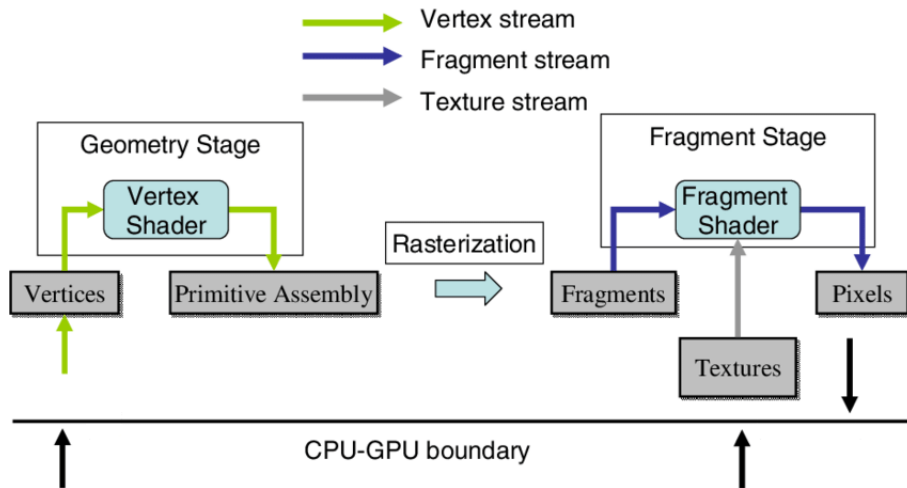 Vertex stream
Fragment stream
Texture stream
Geometry Stage
Vertex
Shader
Vertices
Primitive Assembly
Rasterization
Fragment Stage
Fragment
Shader
Fragments
Pixels
Textures
CPU-GPU boundary